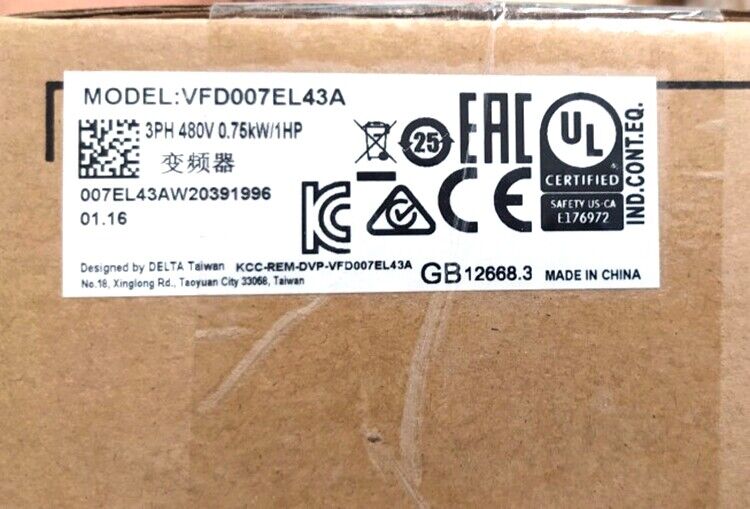 MODEL:VFD007EL43A
3PH 480V 0.75kW/1HP
变频器
007EL43AW20391996
01.16
25
EAC
UL
CERTIFIED
SAFETY US·CA
E176972
IND.CONT.EQ.
KC
CE
Designed by DELTA Taiwan KCC-REM-DVP-VFD007EL43A
No.18, Xinglong Rd., Taoyuan City 33068, Taiwan
GB12668.3 MADE IN CHINA